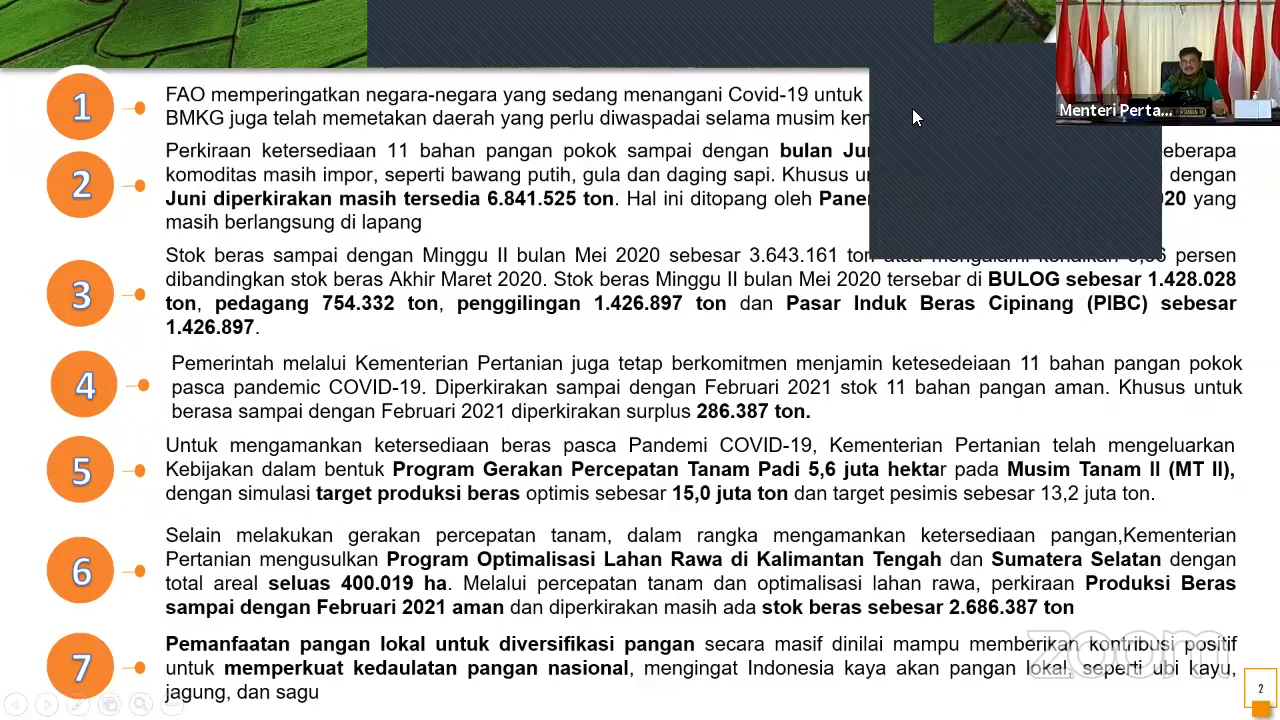 Menteri Perta...
1
FAO memperingatkan negara-negara yang sedang menangani Covid-19 untuk
BMKG juga telah memetakan daerah yang perlu diwaspadai selama musim
2
Perkiraan ketersediaan 11 bahan pangan pokok sampai dengan bulan
komoditas masih impor, seperti bawang putih, gula dan daging sapi. Khusus dengan
Juni diperkirakan masih tersedia 6.841.525 ton. Hal ini ditopang oleh yang
masih berlangsung di lapang
3
Stok beras sampai dengan Minggu II bulan Mei 2020 sebesar 3.643.161 ton persen
dibandingkan stok beras Akhir Maret 2020. Stok beras Minggu II bulan Mei 2020 tersebar di BULOG sebesar 1.428.028
ton, pedagang 754.332 ton, penggilingan 1.426.897 ton dan Pasar Induk Beras Cipinang (PIBC) sebesar
1.426.897.
4
Pemerintah melalui Kementerian Pertanian juga tetap berkomitmen menjamin ketesedeiaan 11 bahan pangan pokok
pasca pandemic COVID-19. Diperkirakan sampai dengan Februari 2021 stok 11 bahan pangan aman. Khusus untuk
berasa sampai dengan Februari 2021 diperkirakan surplus 286.387 ton.
5
Untuk mengamankan ketersediaan beras pasca Pandemi COVID-19, Kementerian Pertanian telah mengeluarkan
Kebijakan dalam bentuk Program Gerakan Percepatan Tanam Padi 5,6 juta hektar pada Musim Tanam II (MT II),
dengan simulasi target produksi beras optimis sebesar 15,0 juta ton dan target pesimis sebesar 13,2 juta ton.
6
Selain melakukan gerakan percepatan tanam, dalam rangka mengamankan ketersediaan pangan,Kementerian
Pertanian mengusulkan Program Optimalisasi Lahan Rawa di Kalimantan Tengah dan Sumatera Selatan dengan
total areal seluas 400.019 ha. Melalui percepatan tanam dan optimalisasi lahan rawa, perkiraan Produksi Beras
sampai dengan Februari 2021 aman dan diperkirakan masih ada stok beras sebesar 2.686.387 ton
7
Pemanfaatan pangan lokal untuk diversifikasi pangan secara masif dinilai mampu memberikan kontribusi positif
untuk memperkuat kedaulatan pangan nasional, mengingat Indonesia kaya akan pangan lokal, seperti ubi kayu,
jagung, dan sagu
zoom
2